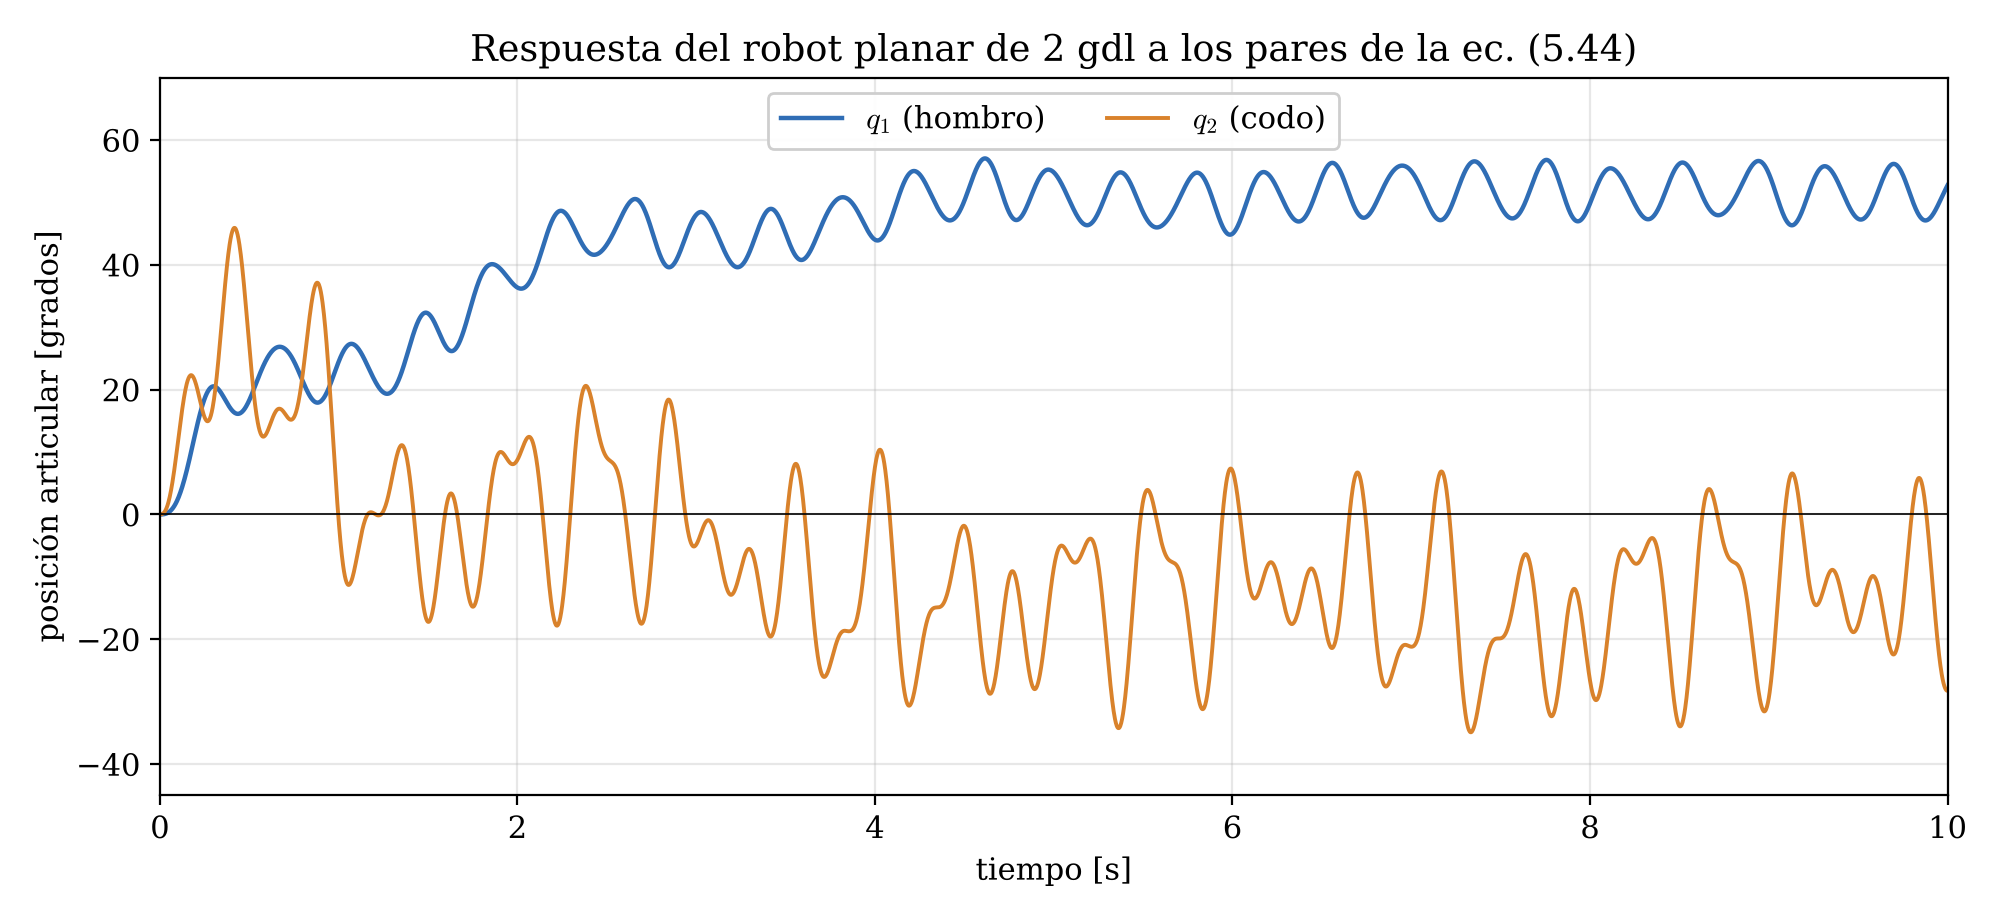 Respuesta del robot planar de 2 gdl a los pares de la ec. (5.44)
q₁ (hombro) q₂ (codo)
posición articular [grados]
60
40
20
0
−20
−40
0 2 4 6 8 10
tiempo [s]